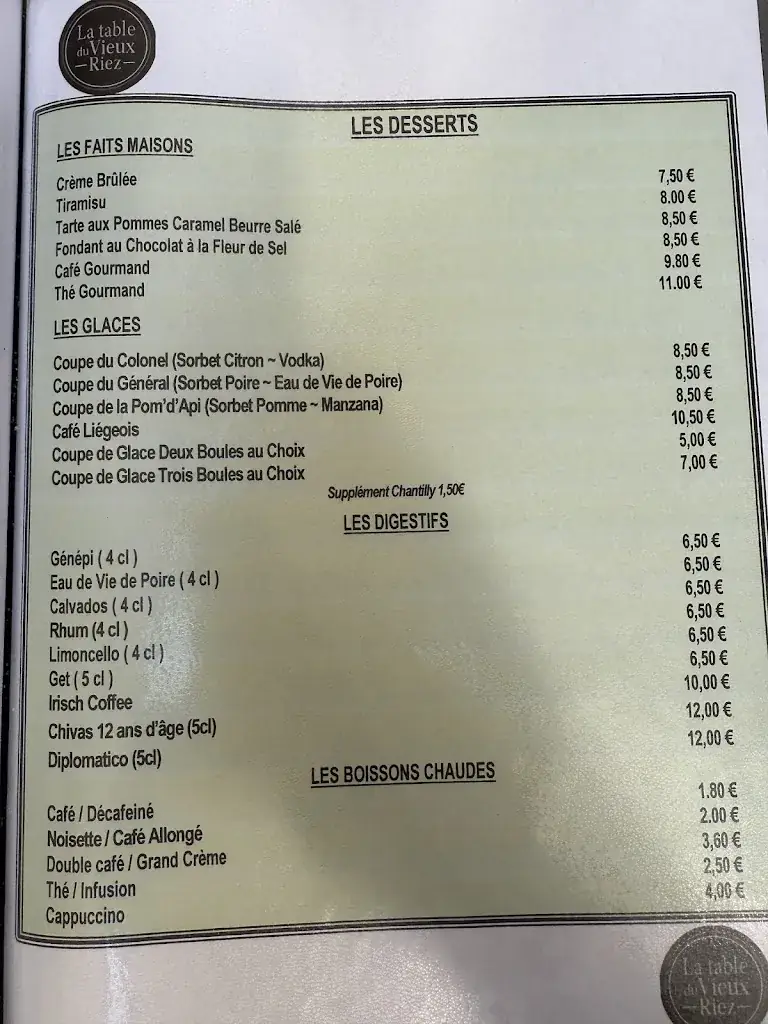 La table
du Vieux
Riez
LES DESSERTS
LES FAITS MAISONS
Crème Brûlée 7,50 €
Tiramisu 8.00 €
Tarte aux Pommes Caramel Beurre Salé 8,50 €
Fondant au Chocolat à la Fleur de Sel 8,50 €
Café Gourmand 9.80 €
Thé Gourmand 11.00 €
LES GLACES
Coupe du Colonel (Sorbet Citron ~ Vodka) 8,50 €
Coupe du Général (Sorbet Poire ~ Eau de Vie de Poire) 8,50 €
Coupe de la Pom'd'Api (Sorbet Pomme ~ Manzana) 8,50 €
Café Liégeois 10,50 €
Coupe de Glace Deux Boules au Choix 5,00 €
Coupe de Glace Trois Boules au Choix 7,00 €
Supplément Chantilly 1,50€
LES DIGESTIFS
Génépi ( 4 cl ) 6,50 €
Eau de Vie de Poire ( 4 cl ) 6,50 €
Calvados ( 4 cl ) 6,50 €
Rhum (4 cl ) 6,50 €
Limoncello ( 4 cl ) 6,50 €
Get ( 5 cl ) 6,50 €
Irisch Coffee 10,00 €
Chivas 12 ans d'âge (5cl) 12,00 €
Diplomatico (5cl) 12,00 €
LES BOISSONS CHAUDES
Café / Décafeiné 1.80 €
Noisette / Café Allongé 2.00 €
Double café / Grand Crème 3,60 €
Thé / Infusion 2,50 €
Cappuccino 4,00 €
La table
du Vieux
Riez